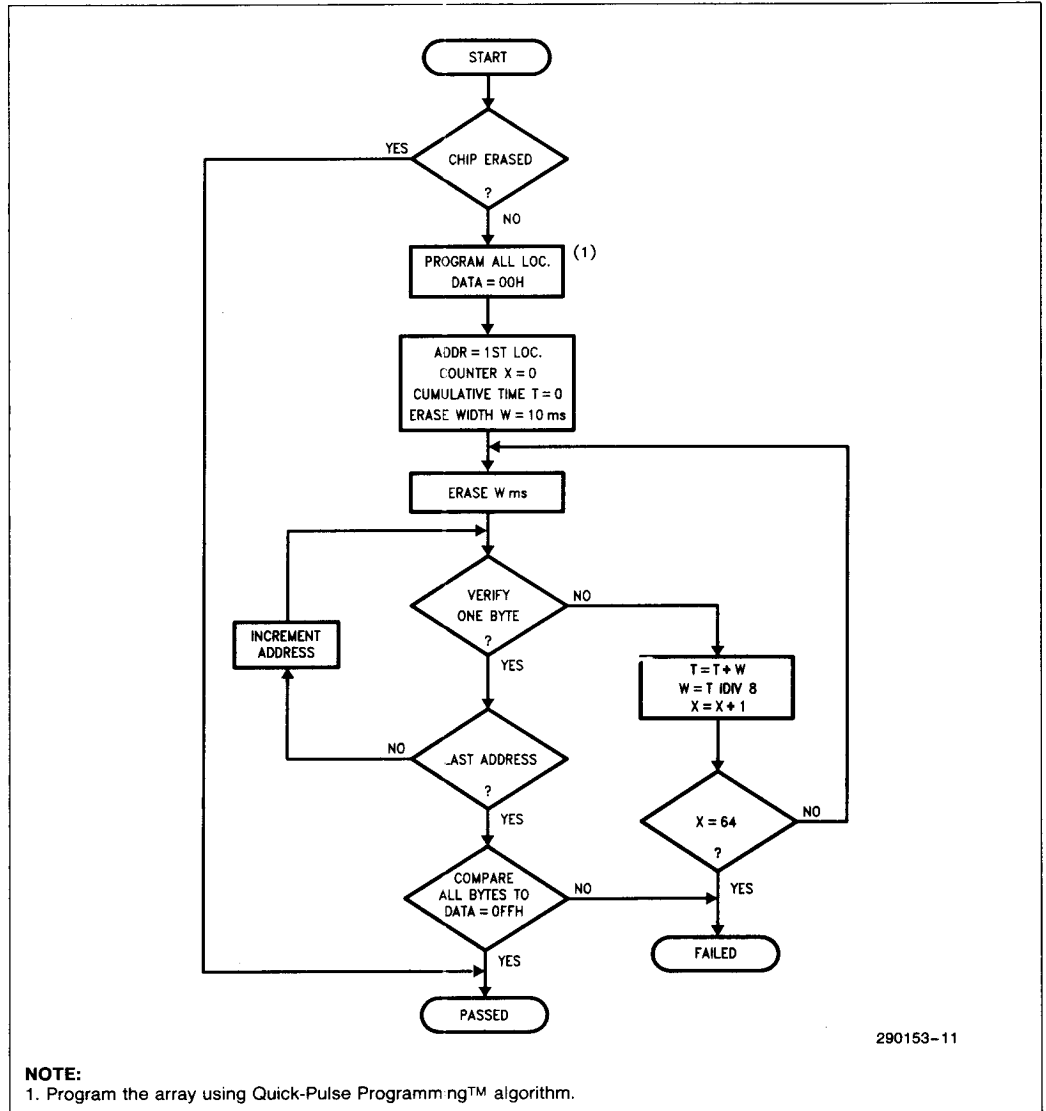 START
CHIP ERASED
?
YES
NO
PROGRAM ALL LOC.
DATA = 00H
(1)
ADDR = 1ST LOC.
COUNTER X = 0
CUMULATIVE TIME T = 0
ERASE WIDTH W = 10 ms
ERASE W ms
VERIFY
ONE BYTE
?
NO
YES
INCREMENT
ADDRESS
T = T + W
W = T IDIV 8
X = X + 1
LAST ADDRESS
?
NO
YES
X = 64
?
NO
YES
COMPARE
ALL BYTES TO
DATA = 0FFH
NO
YES
FAILED
PASSED
290153-11
NOTE:
1. Program the array using Quick-Pulse Programming™ algorithm.